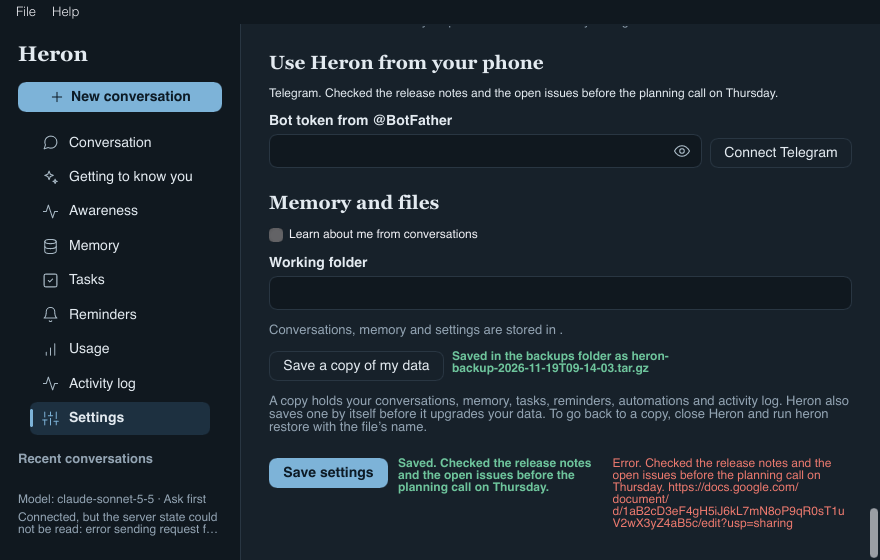 File Help
Heron
New conversation
Conversation
Getting to know you
Awareness
Memory
Tasks
Reminders
Usage
Activity log
Settings
Recent conversations
Model: claude-sonnet-5-5 · Ask first
Connected, but the server state could
not be read: error sending request f…
Use Heron from your phone
Telegram. Checked the release notes and the open issues before the planning call on Thursday.
Bot token from @BotFather
Connect Telegram
Memory and files
Learn about me from conversations
Working folder
Conversations, memory and settings are stored in .
Save a copy of my data
Saved in the backups folder as heron-
backup-2026-11-19T09-14-03.tar.gz
A copy holds your conversations, memory, tasks, reminders, automations and activity log. Heron also
saves one by itself before it upgrades your data. To go back to a copy, close Heron and run heron
restore with the file’s name.
Save settings
Saved. Checked the release notes
and the open issues before the
planning call on Thursday.
Error. Checked the release notes and the
open issues before the planning call on
Thursday. https://docs.google.com/
document/
d/1aB2cD3eF4gH5iJ6kL7mN8oP9qR0sT1u
V2wX3yZ4aB5c/edit?usp=sharing